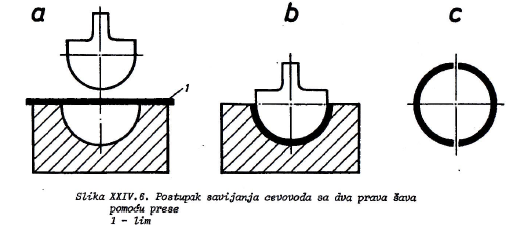 a
b
c
1
Slika XXIV.6. Postupak savijanja cevovoda sa dva prava šava
pomoću prese
1 - lim